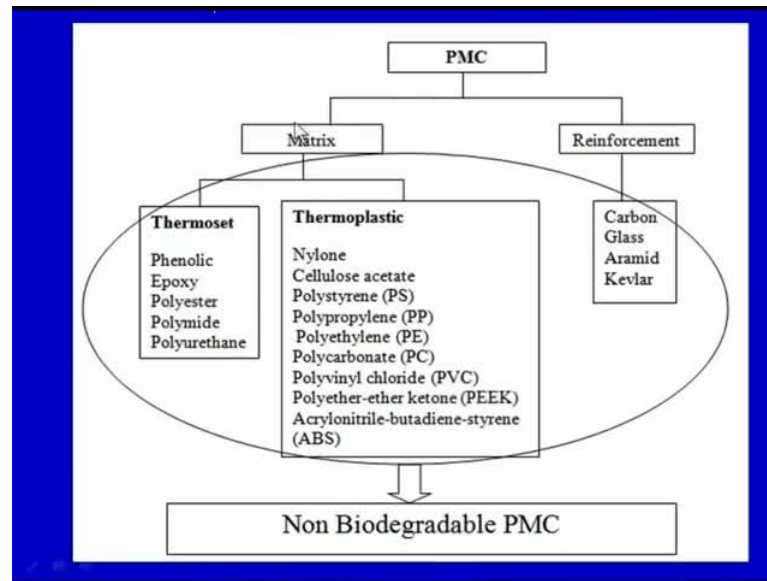 PMC
Matrix
Reinforcement
Thermoset
Phenolic
Epoxy
Polyester
Polymide
Polyurethane
Thermoplastic
Nylone
Cellulose acetate
Polystyrene (PS)
Polypropylene (PP)
Polyethylene (PE)
Polycarbonate (PC)
Polyvinyl chloride (PVC)
Polyether-ether ketone (PEEK)
Acrylonitrile-butadiene-styrene
(ABS)
Carbon
Glass
Aramid
Kevlar
Non Biodegradable PMC